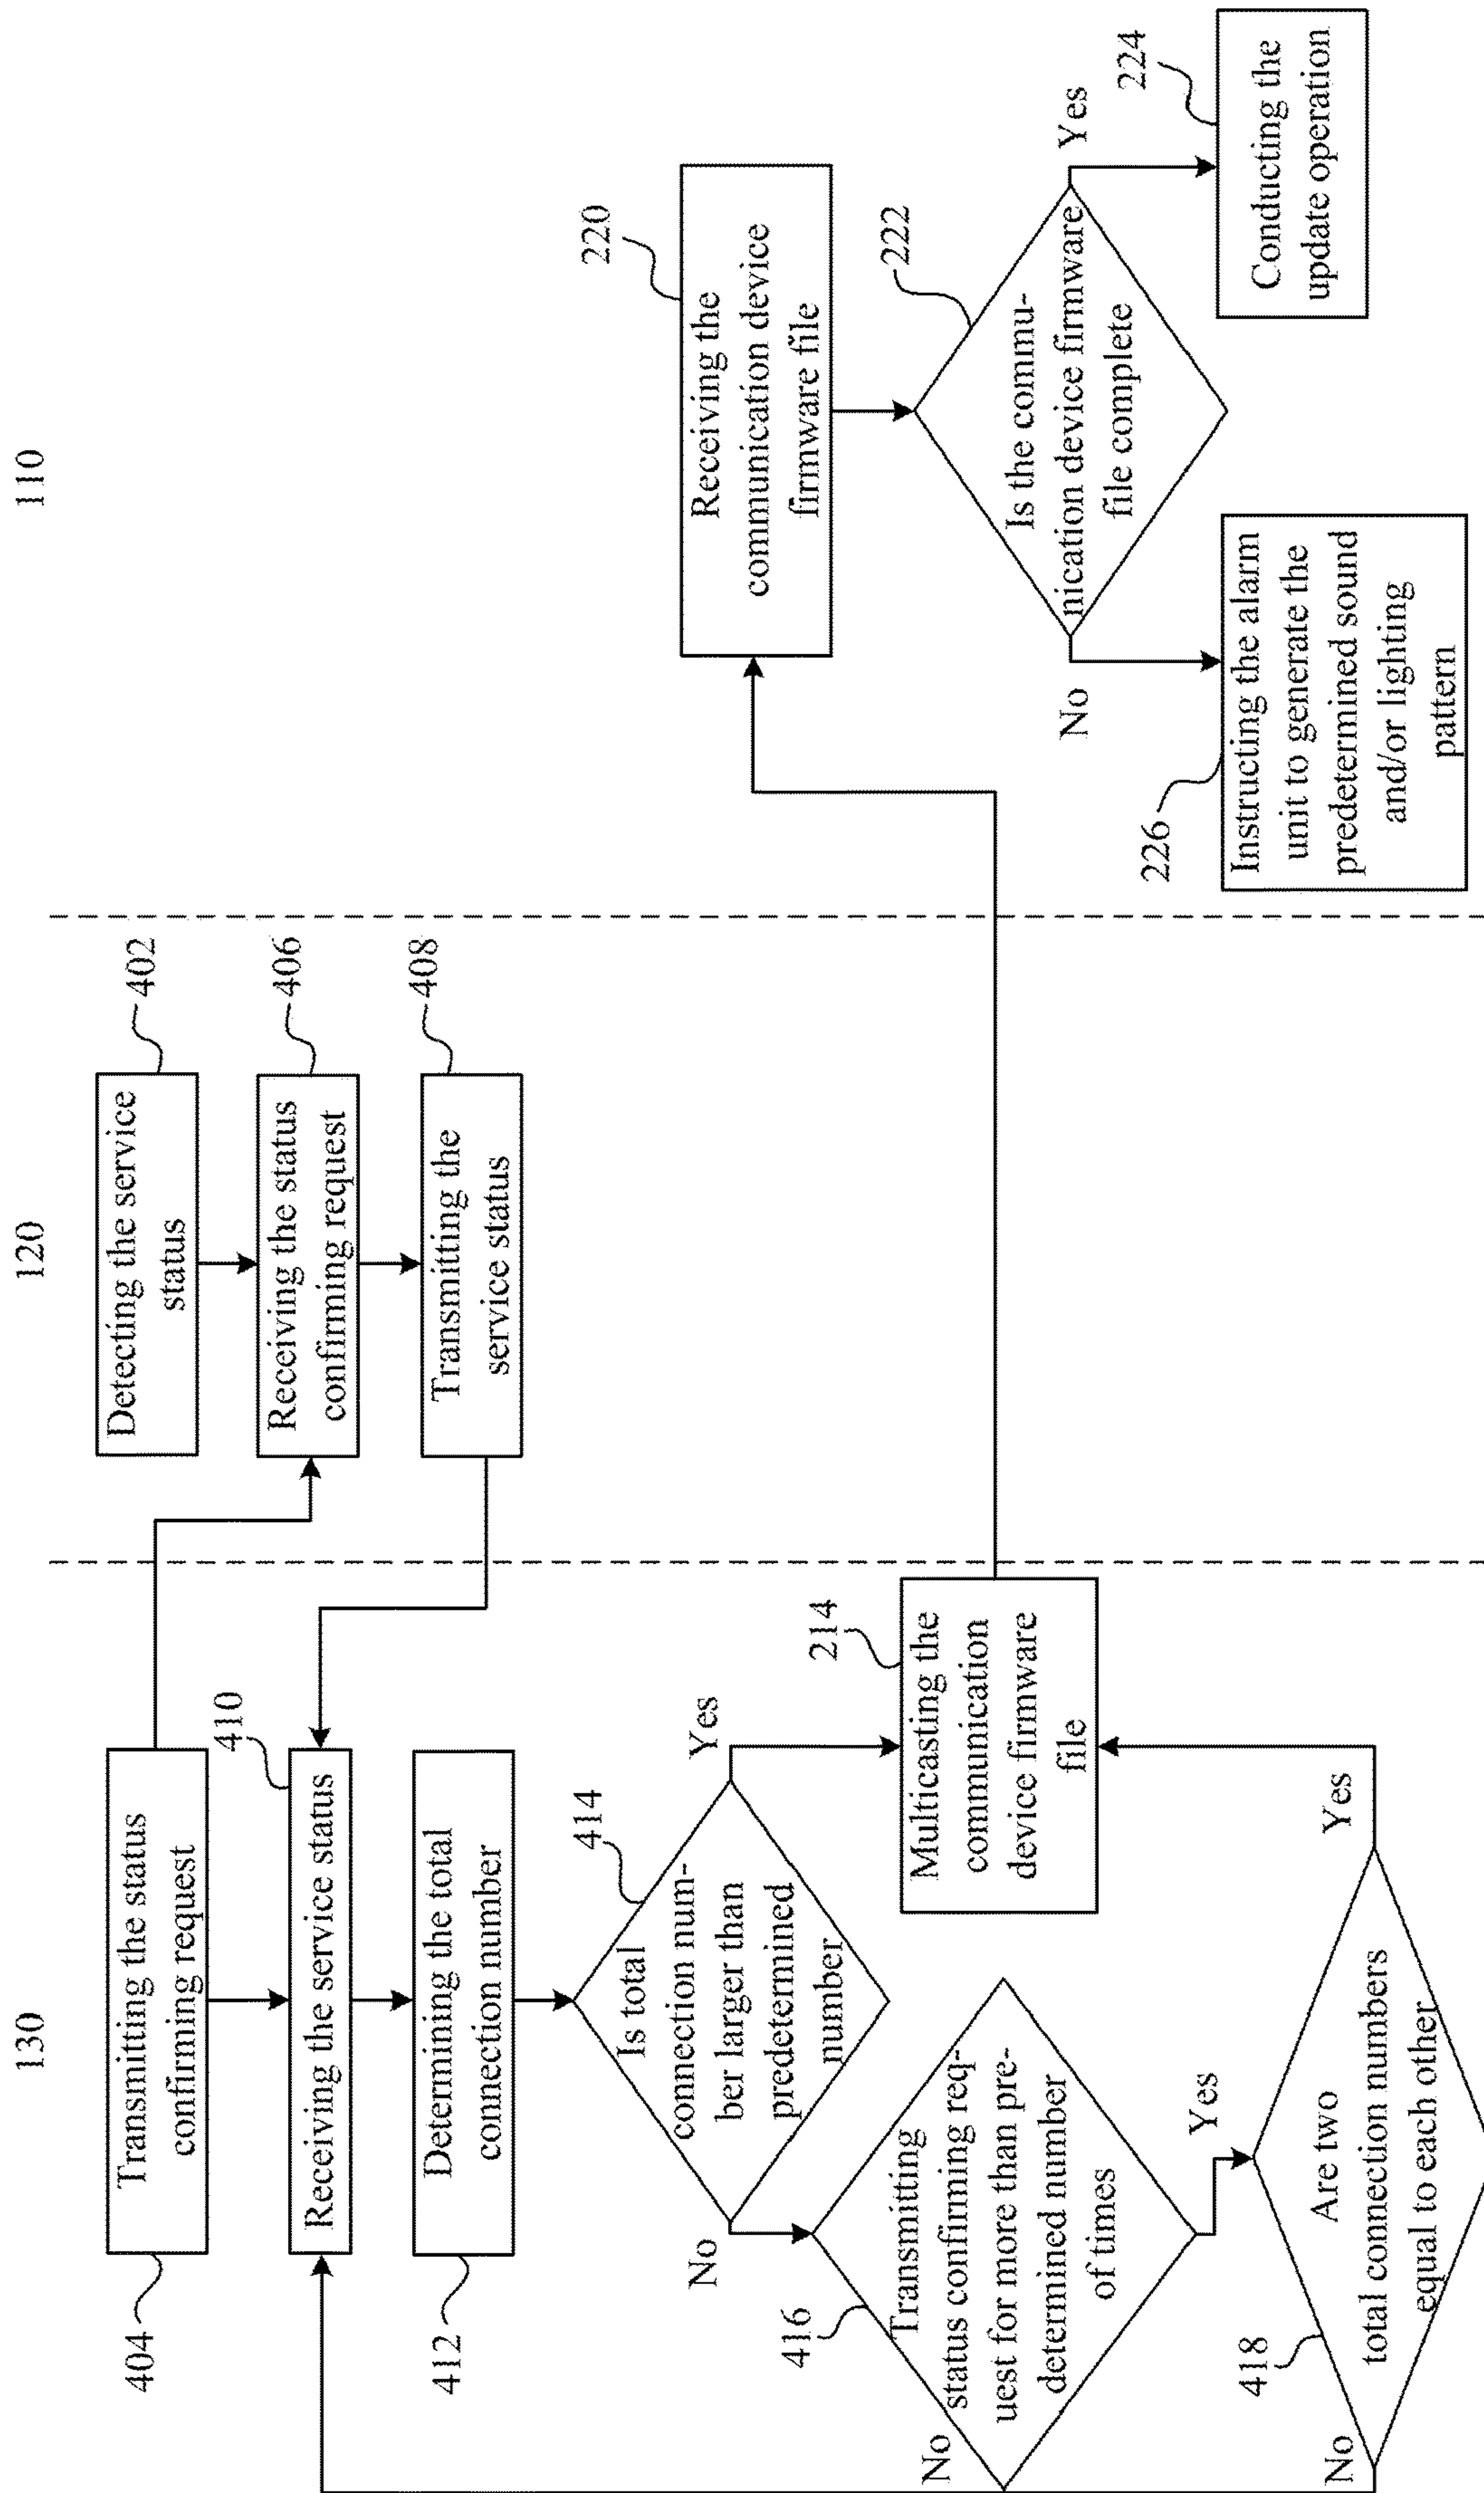 130
120
110
404
Transmitting the status
confirming request
Detecting the service
status
402
410
Receiving the service status
Receiving the status
confirming request
406
412
Determining the total
connection number
Transmitting the
service status
408
414
Is total
connection num-
ber larger than
predetermined
number
Yes
No
416
Transmitting
status confirming req-
uest for more than pre-
determined number
of times
No
Yes
418
Are two
total connection numbers
equal to each other
No
Yes
214
Multicasting the
communication
device firmware
file
220
Receiving the
communication device
firmware file
222
Is the commu-
nication device firmware
file complete
No
Yes
226
Instructing the alarm
unit to generate the
predetermined sound
and/or lighting
pattern
224
Conducting the
update operation